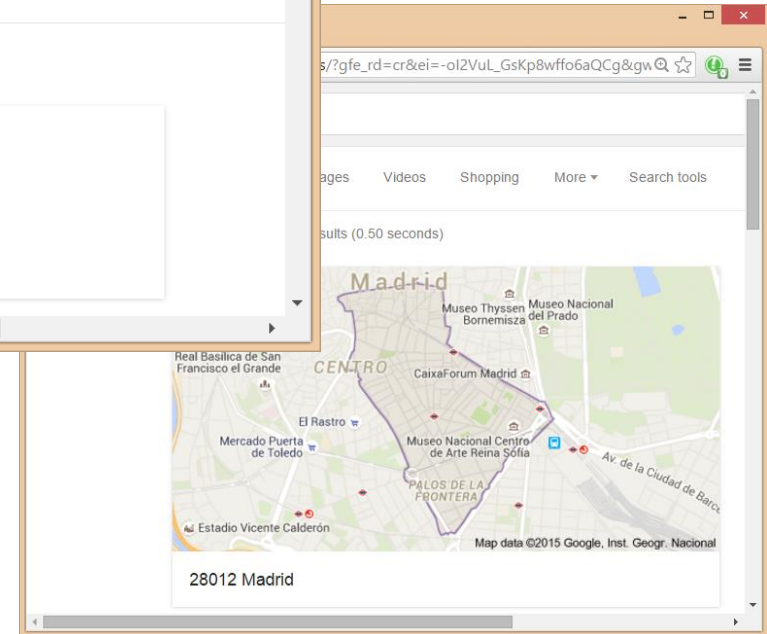 s/?gfe_rd=cr&ei=-oI2VuL_GsKp8wffo6aQCg&gw
ages Videos Shopping More Search tools
sults (0.50 seconds)
Madrid
Museo Thyssen
Bornemisza
Museo Nacional
del Prado
Real Basílica de San
Francisco el Grande
CENTRO
CaixaForum Madrid
El Rastro
Mercado Puerta
de Toledo
Museo Nacional Centro
de Arte Reina Sofía
Av. de la Ciudad de Barce
PALOS DE LA
FRONTERA
Estadio Vicente Calderón
Map data ©2015 Google, Inst. Geogr. Nacional
28012 Madrid